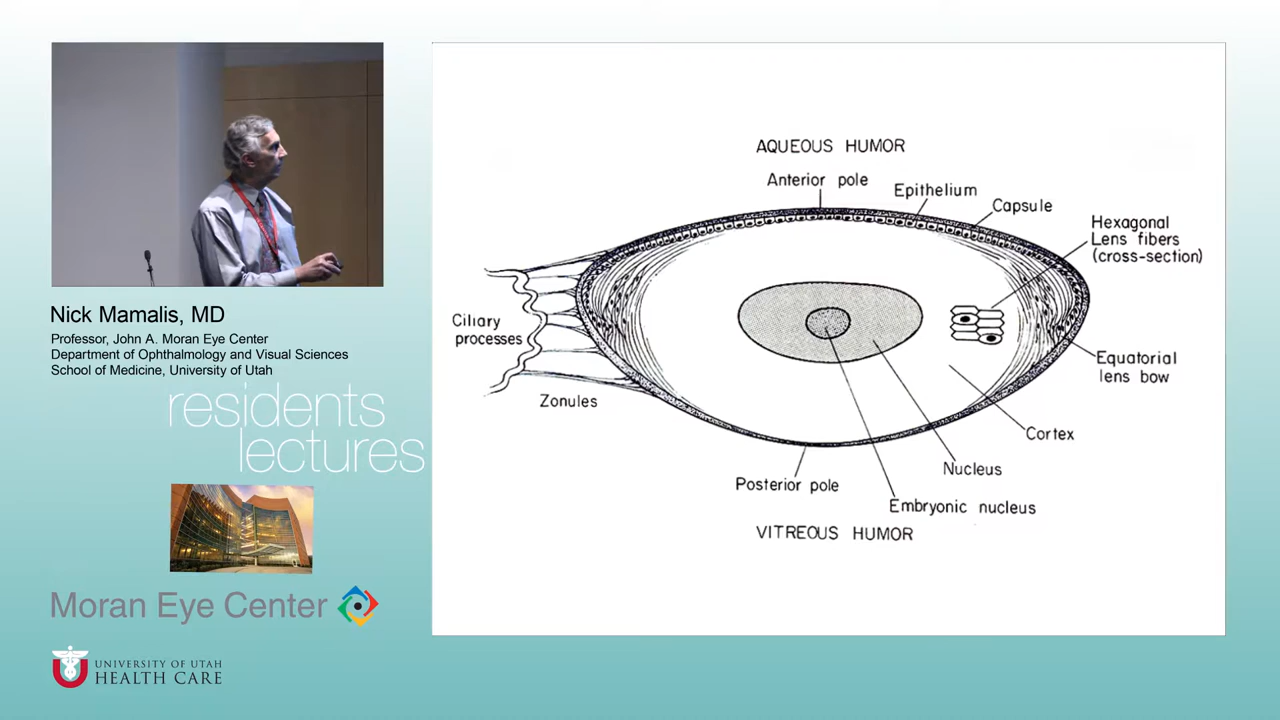 Nick Mamalis, MD
Professor, John A. Moran Eye Center
Department of Ophthalmology and Visual Sciences
School of Medicine, University of Utah
residents
lectures
Moran Eye Center
UNIVERSITY OF UTAH
HEALTH CARE
AQUEOUS HUMOR
Anterior pole
Epithelium
Capsule
Hexagonal
Lens fibers
(cross-section)
Ciliary
processes
Zonules
Equatorial
lens bow
Cortex
Nucleus
Posterior pole
Embryonic nucleus
VITREOUS HUMOR